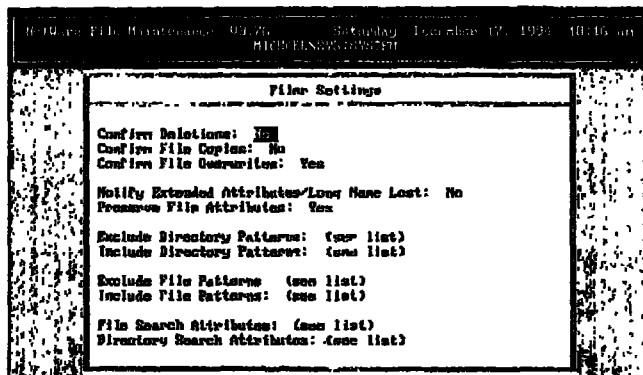 NetWare File Maintenance V3.75 Saturday December 17, 1994 10:16 am
Filer Settings
Confirm Deletions: No
Confirm File Copies: No
Confirm File Overwrites: Yes
Notify Extended Attributes/Long Name Lost: No
Preserve File Attributes: Yes
Exclude Directory Patterns: (see list)
Include Directory Patterns: (see list)
Exclude File Patterns (see list)
Include File Patterns: (see list)
File Search Attributes: (see list)
Directory Search Attributes: (see list)